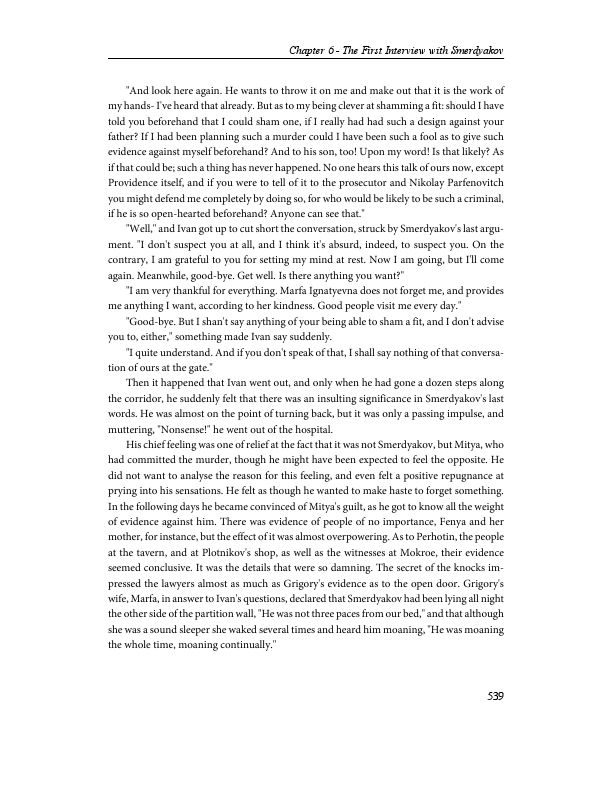 Chapter 6 - The First Interview with Smerdyakov
"And look here again. He wants to throw it on me and make out that it is the work of
my hands- I've heard that already. But as to my being clever at shamming a fit: should I have
told you beforehand that I could sham one, if I really had had such a design against your
father? If I had been planning such a murder could I have been such a fool as to give such
evidence against myself beforehand? And to his son, too! Upon my word! Is that likely? As
if that could be; such a thing has never happened. No one hears this talk of ours now, except
Providence itself, and if you were to tell of it to the prosecutor and Nikolay Parfenovitch
you might defend me completely by doing so, for who would be likely to be such a criminal,
if he is so open-hearted beforehand? Anyone can see that."
"Well," and Ivan got up to cut short the conversation, struck by Smerdyakov's last argu-
ment. "I don't suspect you at all, and I think it's absurd, indeed, to suspect you. On the
contrary, I am grateful to you for setting my mind at rest. Now I am going, but I'll come
again. Meanwhile, good-bye. Get well. Is there anything you want?"
"I am very thankful for everything. Marfa Ignatyevna does not forget me, and provides
me anything I want, according to her kindness. Good people visit me every day."
"Good-bye. But I shan't say anything of your being able to sham a fit, and I don't advise
you to, either," something made Ivan say suddenly.
"I quite understand. And if you don't speak of that, I shall say nothing of that conversa-
tion of ours at the gate."
Then it happened that Ivan went out, and only when he had gone a dozen steps along
the corridor, he suddenly felt that there was an insulting significance in Smerdyakov's last
words. He was almost on the point of turning back, but it was only a passing impulse, and
muttering, "Nonsense!" he went out of the hospital.
His chief feeling was one of relief at the fact that it was not Smerdyakov, but Mitya, who
had committed the murder, though he might have been expected to feel the opposite. He
did not want to analyse the reason for this feeling, and even felt a positive repugnance at
prying into his sensations. He felt as though he wanted to make haste to forget something.
In the following days he became convinced of Mitya's guilt, as he got to know all the weight
of evidence against him. There was evidence of people of no importance, Fenya and her
mother, for instance, but the effect of it was almost overpowering. As to Perhotin, the people
at the tavern, and at Plotnikov's shop, as well as the witnesses at Mokroe, their evidence
seemed conclusive. It was the details that were so damning. The secret of the knocks im-
pressed the lawyers almost as much as Grigory's evidence as to the open door. Grigory's
wife, Marfa, in answer to Ivan's questions, declared that Smerdyakov had been lying all night
the other side of the partition wall, "He was not three paces from our bed," and that although
she was a sound sleeper she waked several times and heard him moaning, "He was moaning
the whole time, moaning continually."
539